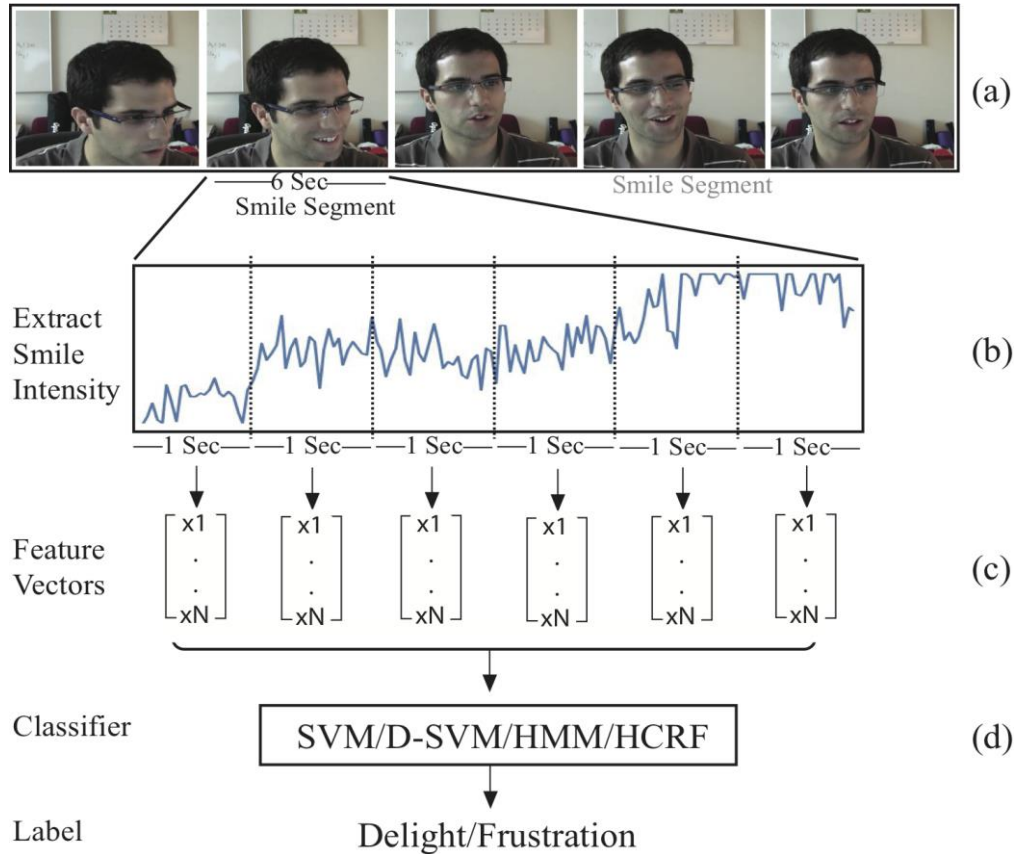 (a)
6 Sec
Smile Segment
Smile Segment
Extract
Smile
Intensity
(b)
1 Sec 1 Sec 1 Sec 1 Sec 1 Sec 1 Sec
Feature
Vectors
x1 x1 x1 x1 x1 x1
. . . . . .
. . . . . .
xN xN xN xN xN xN
(c)
Classifier
SVM/D-SVM/HMM/HCRF
(d)
Label
Delight/Frustration